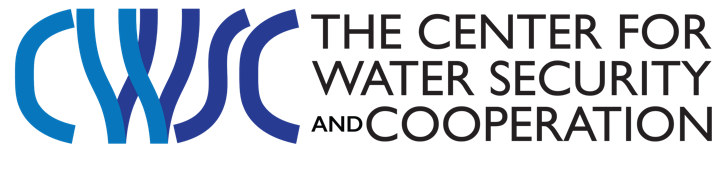 CWSC
THE CENTER FOR
WATER SECURITY
AND COOPERATION